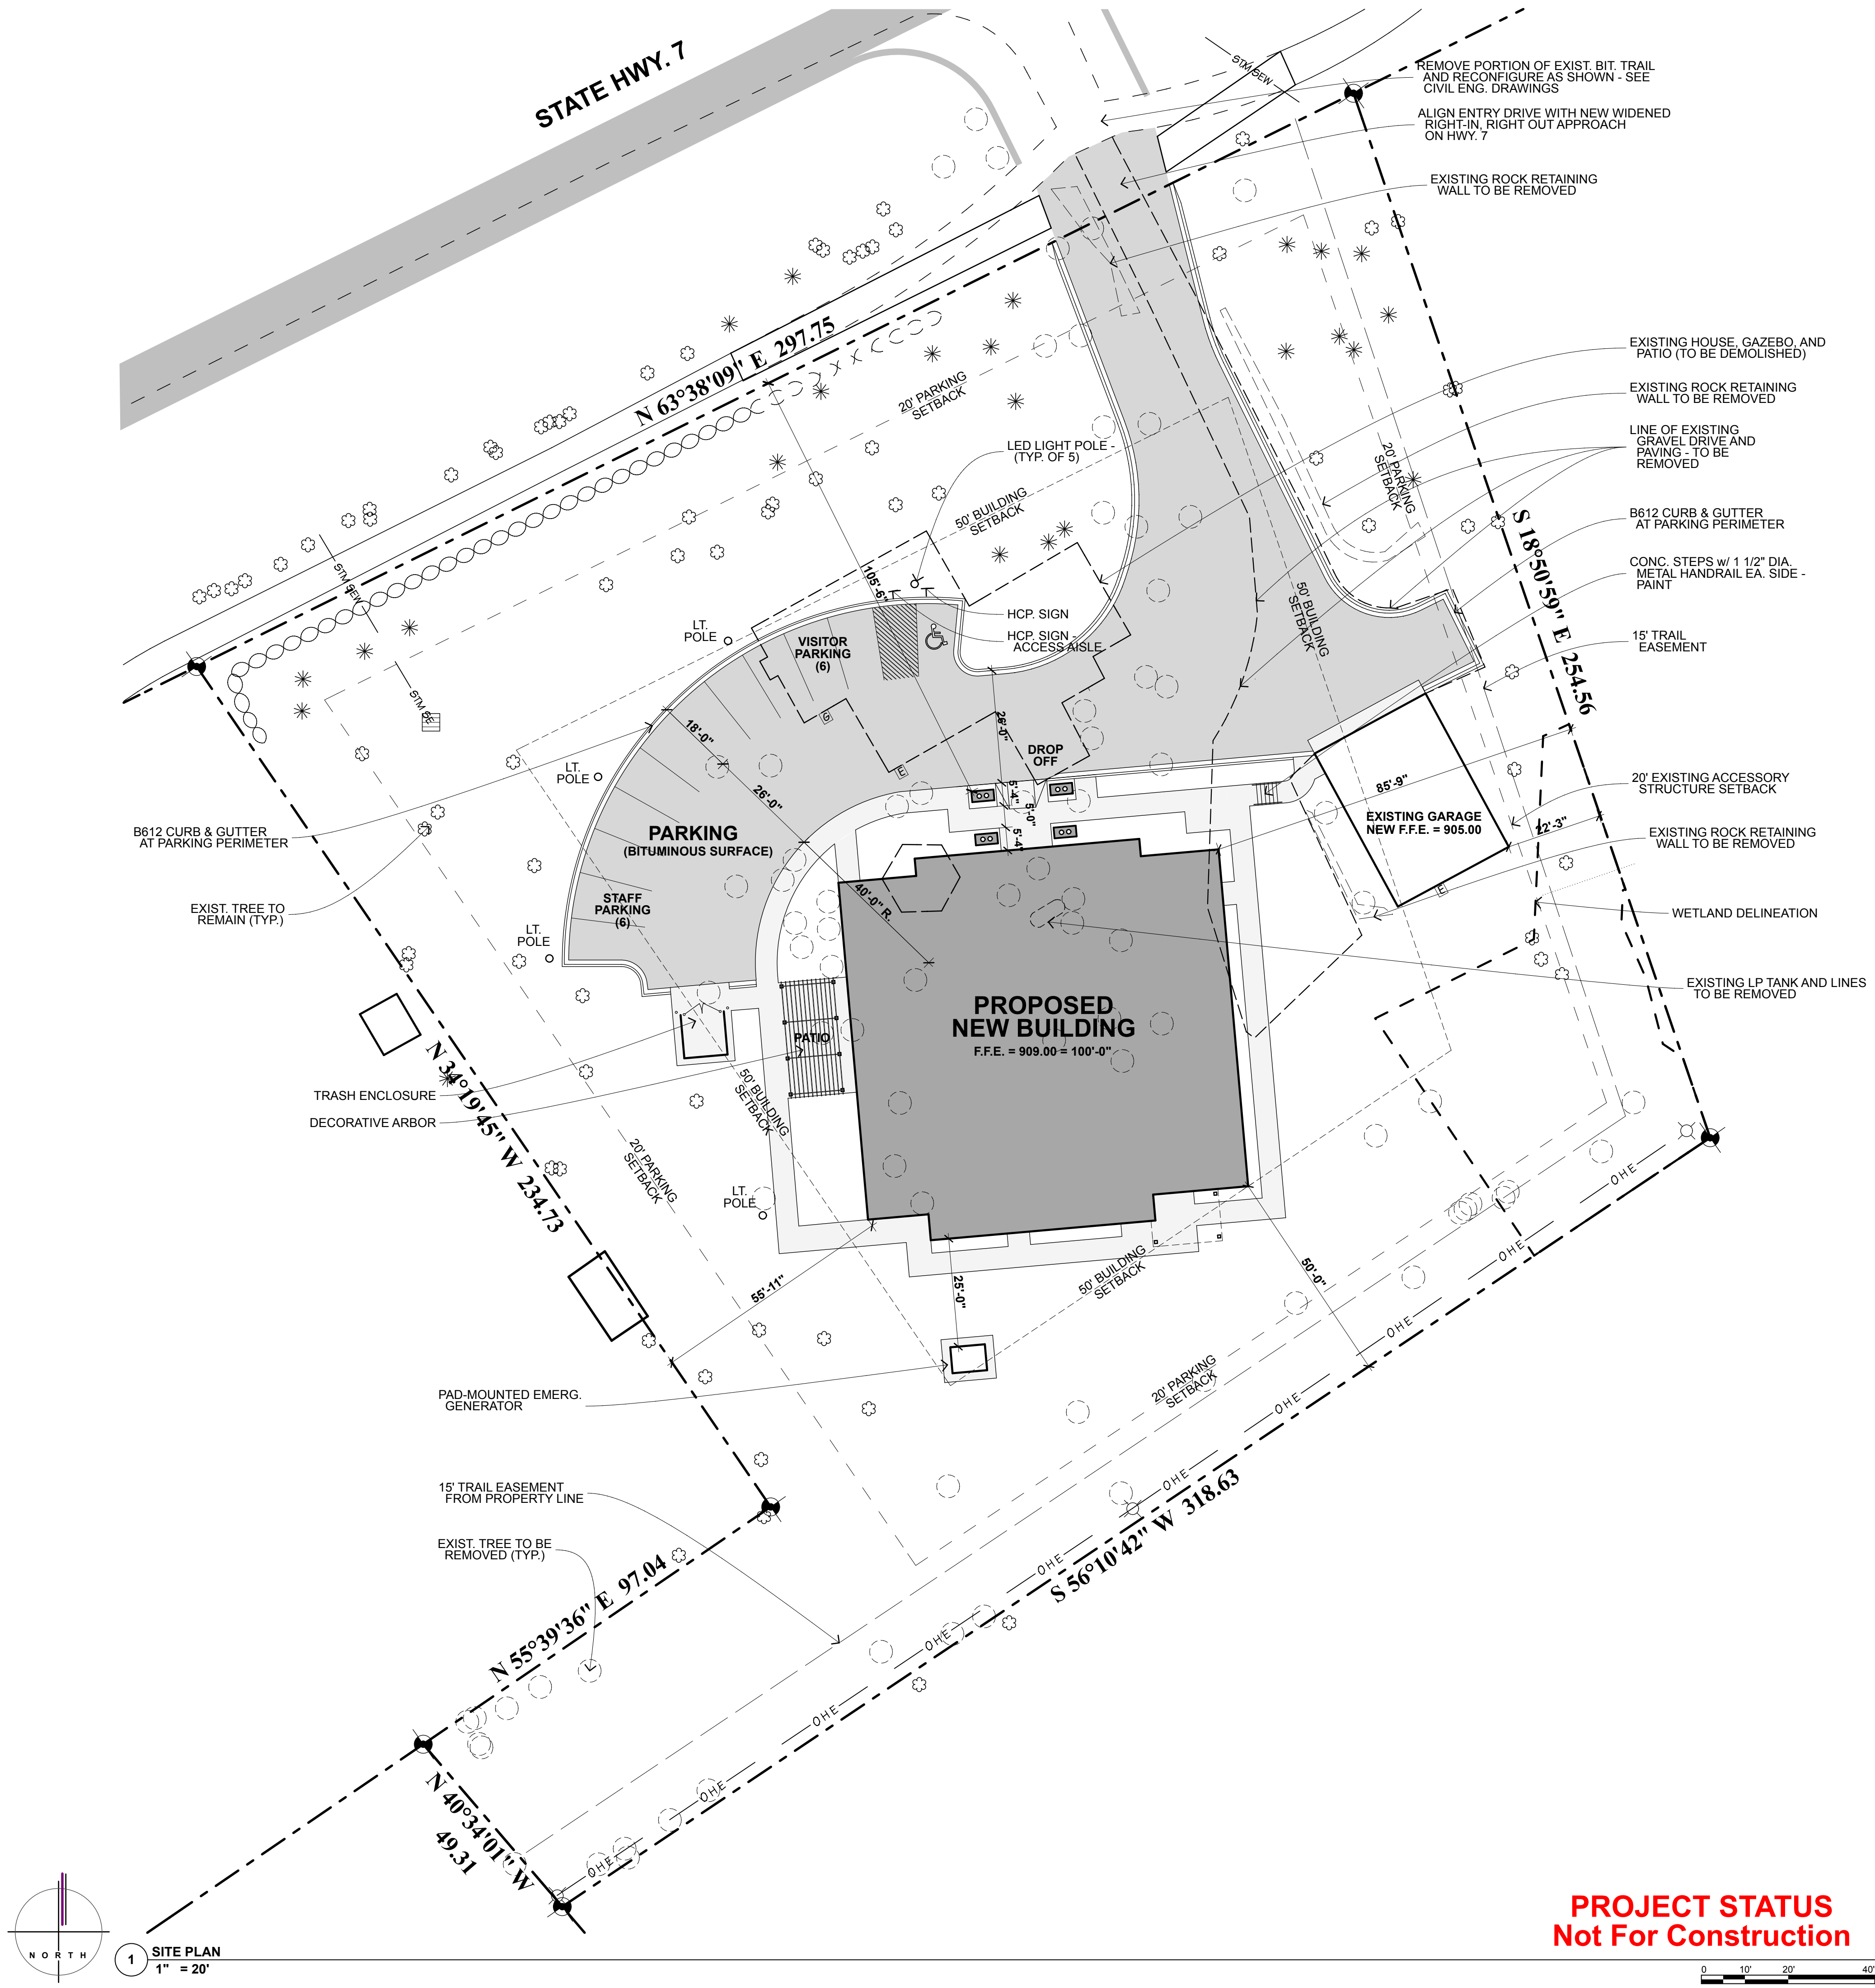 STATE HWY. 7
STM SEW
REMOVE PORTION OF EXIST. BIT. TRAIL
AND RECONFIGURE AS SHOWN - SEE
CIVIL ENG. DRAWINGS
ALIGN ENTRY DRIVE WITH NEW WIDENED
RIGHT-IN, RIGHT OUT APPROACH
ON HWY. 7
EXISTING ROCK RETAINING
WALL TO BE REMOVED
N 63°38'09" E 297.75
20' PARKING
SETBACK
EXISTING HOUSE, GAZEBO, AND
PATIO (TO BE DEMOLISHED)
EXISTING ROCK RETAINING
WALL TO BE REMOVED
LINE OF EXISTING
GRAVEL DRIVE AND
PAVING - TO BE
REMOVED
LED LIGHT POLE -
(TYP. OF 5)
20' PARKING
SETBACK
50' BUILDING
SETBACK
B612 CURB & GUTTER
AT PARKING PERIMETER
S 18°50'59" E 254.56
CONC. STEPS w/ 1 1/2" DIA.
METAL HANDRAIL EA. SIDE -
PAINT
STM SEW
105'-6"
50' BUILDING
SETBACK
HCP. SIGN
HCP. SIGN -
ACCESS AISLE
LT.
POLE
VISITOR
PARKING
(6)
15' TRAIL
EASEMENT
STM SE
G
18'-0"
26'-0"
DROP
OFF
E
LT.
POLE
26'-0"
5'-4"
5'-0"
5'-4"
85'-9"
20' EXISTING ACCESSORY
STRUCTURE SETBACK
B612 CURB & GUTTER
AT PARKING PERIMETER
PARKING
(BITUMINOUS SURFACE)
EXISTING GARAGE
NEW F.F.E. = 905.00
22'-3"
EXISTING ROCK RETAINING
WALL TO BE REMOVED
E
EXIST. TREE TO
REMAIN (TYP.)
STAFF
PARKING
(6)
40'-0" R.
WETLAND DELINEATION
LT.
POLE
EXISTING LP TANK AND LINES
TO BE REMOVED
PROPOSED
NEW BUILDING
F.F.E. = 909.00 = 100'-0"
PATIO
N 34°19'45" W 234.73
TRASH ENCLOSURE
DECORATIVE ARBOR
50' BUILDING
SETBACK
20' PARKING
SETBACK
LT.
POLE
OHE
OHE
50' BUILDING
SETBACK
50'-0"
55'-11"
25'-0"
OHE
20' PARKING
SETBACK
PAD-MOUNTED EMERG.
GENERATOR
OHE
15' TRAIL EASEMENT
FROM PROPERTY LINE
OHE
S 56°10'42" W 318.63
EXIST. TREE TO BE
REMOVED (TYP.)
OHE
N 55°39'36" E 97.04
OHE
OHE
OHE
N 40°34'01" W
49.31
OHE
PROJECT STATUS
Not For Construction
NORTH
1
SITE PLAN
1" = 20'
0 10' 20' 40'